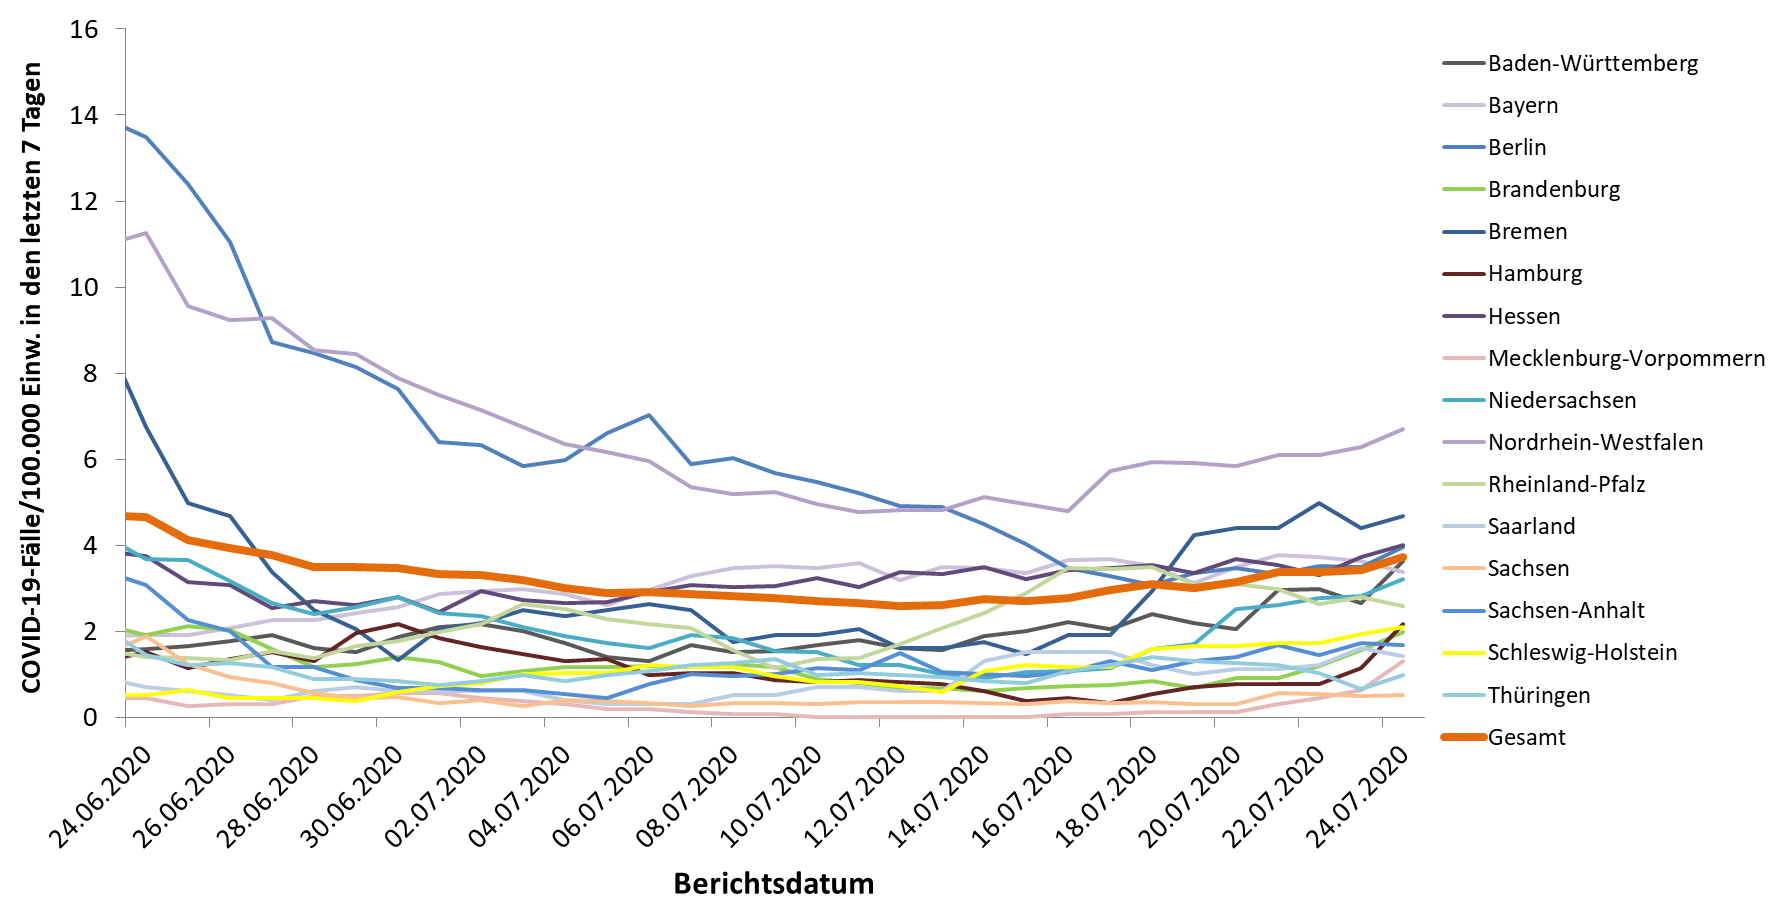 COVID-19-Fälle/100.000 Einw. in den letzten 7 Tagen
16
14
12
10
8
6
4
2
0
24.06.2020
26.06.2020
28.06.2020
30.06.2020
02.07.2020
04.07.2020
06.07.2020
08.07.2020
10.07.2020
12.07.2020
14.07.2020
16.07.2020
18.07.2020
20.07.2020
22.07.2020
24.07.2020
Berichtsdatum
Baden-Württemberg
Bayern
Berlin
Brandenburg
Bremen
Hamburg
Hessen
Mecklenburg-Vorpommern
Niedersachsen
Nordrhein-Westfalen
Rheinland-Pfalz
Saarland
Sachsen
Sachsen-Anhalt
Schleswig-Holstein
Thüringen
Gesamt